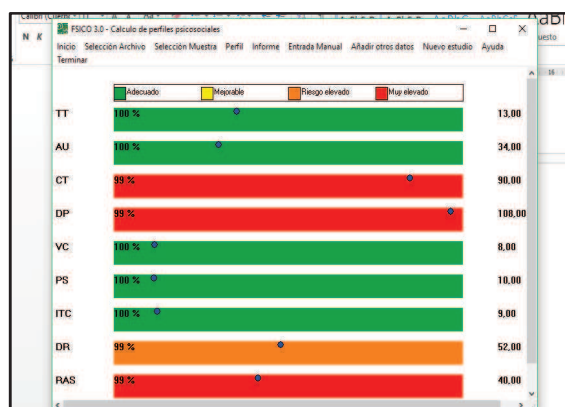 Calibri (Cuerpo)
N K
FSICO 3.0 - Calculo de perfiles psicosociales
Inicio Selección Archivo Selección Muestra Perfil Informe Entrada Manual Añadir otros datos Nuevo estudio Ayuda
Terminar
Adecuado Mejorable Riesgo elevado Muy elevado
TT 100 % 13,00
AU 100 % 34,00
CT 99 % 90,00
DP 99 % 108,00
VC 100 % 8,00
PS 100 % 10,00
ITC 100 % 9,00
DR 99 % 52,00
RAS 99 % 40,00
uesto
16